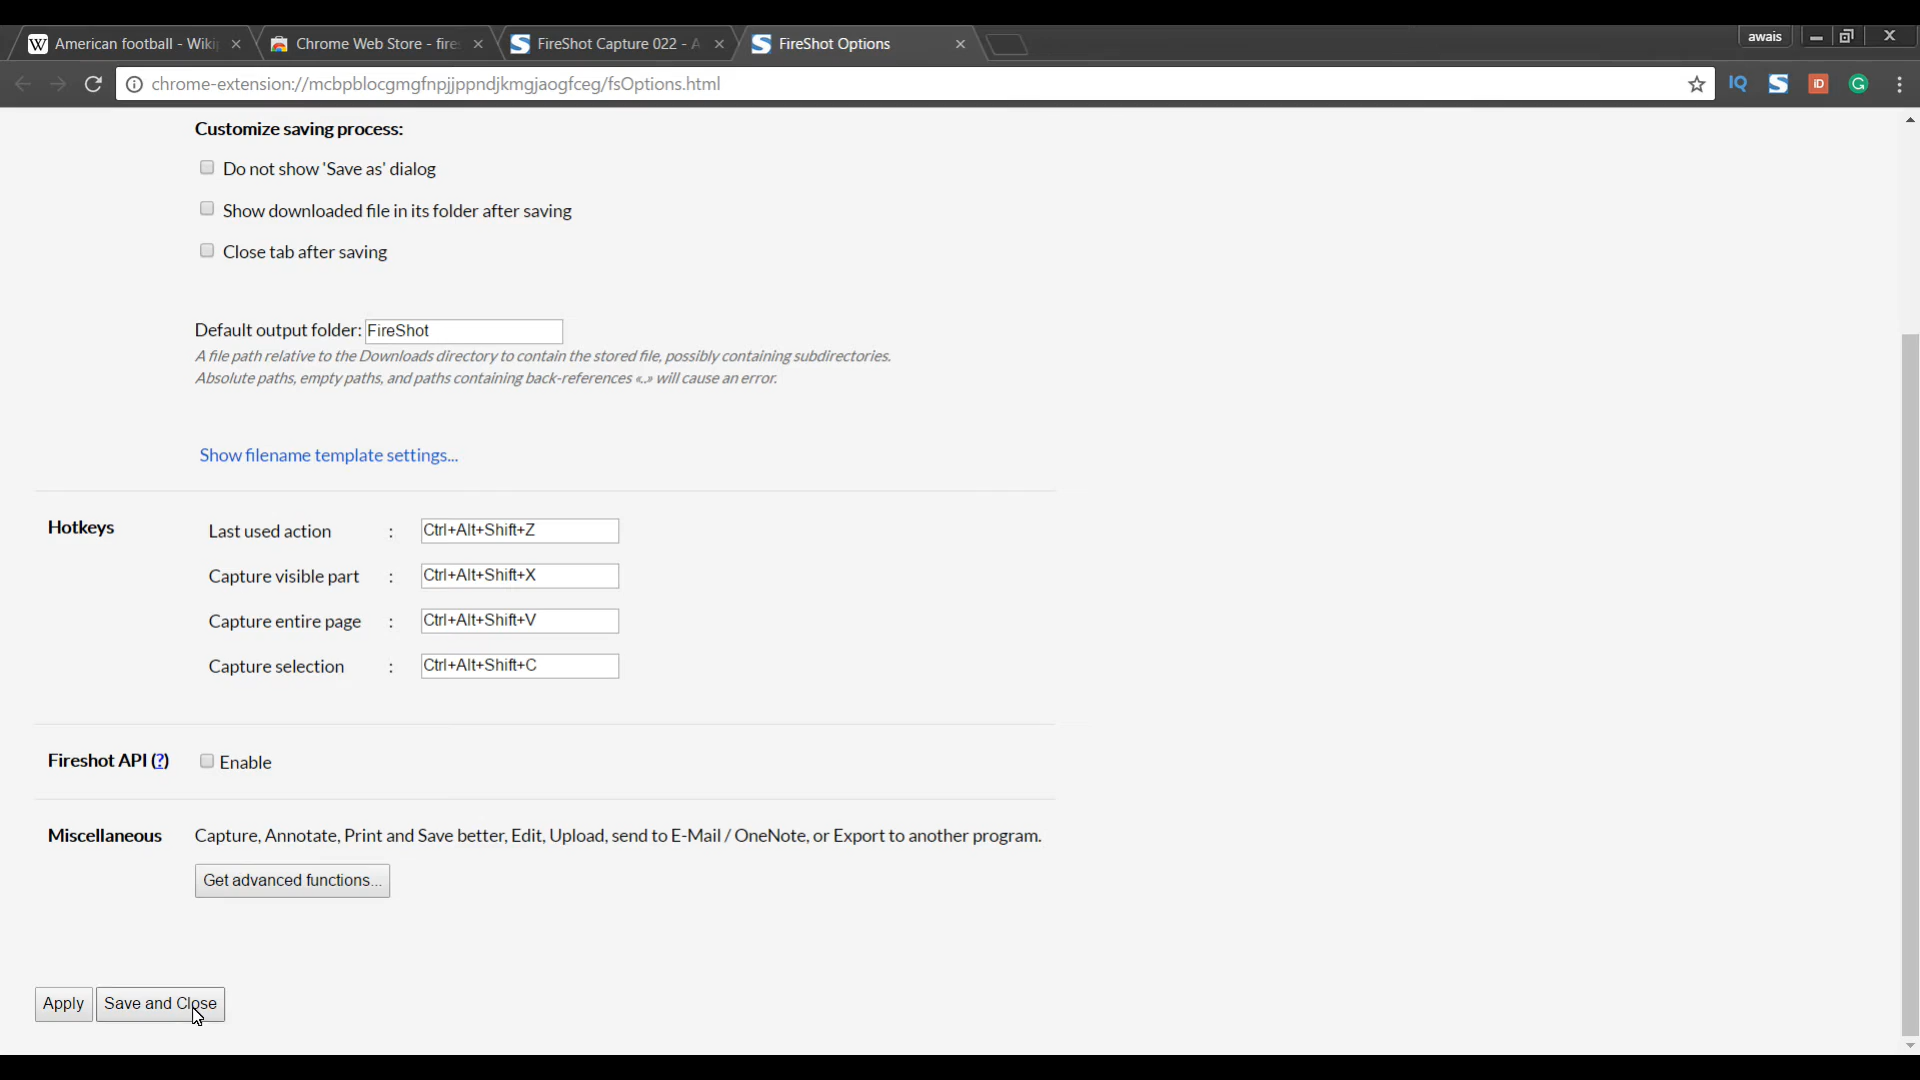 American football - Wiki
Chrome Web Store - fire
FireShot Capture 022 - A
FireShot Options
awais
chrome-extension://mcbpblocgmgfnpjjppndjkmgjaogfceg/fsOptions.html
Customize saving process:
Do not show 'Save as' dialog
Show downloaded file in its folder after saving
Close tab after saving
Default output folder: FireShot
A file path relative to the Downloads directory to contain the stored file, possibly containing subdirectories.
Absolute paths, empty paths, and paths containing back-references «..» will cause an error.
Show filename template settings...
Hotkeys
Last used action : Ctrl+Alt+Shift+Z
Capture visible part : Ctrl+Alt+Shift+X
Capture entire page : Ctrl+Alt+Shift+V
Capture selection : Ctrl+Alt+Shift+C
Fireshot API (?) Enable
Miscellaneous Capture, Annotate, Print and Save better, Edit, Upload, send to E-Mail / OneNote, or Export to another program.
Get advanced functions...
Apply Save and Close